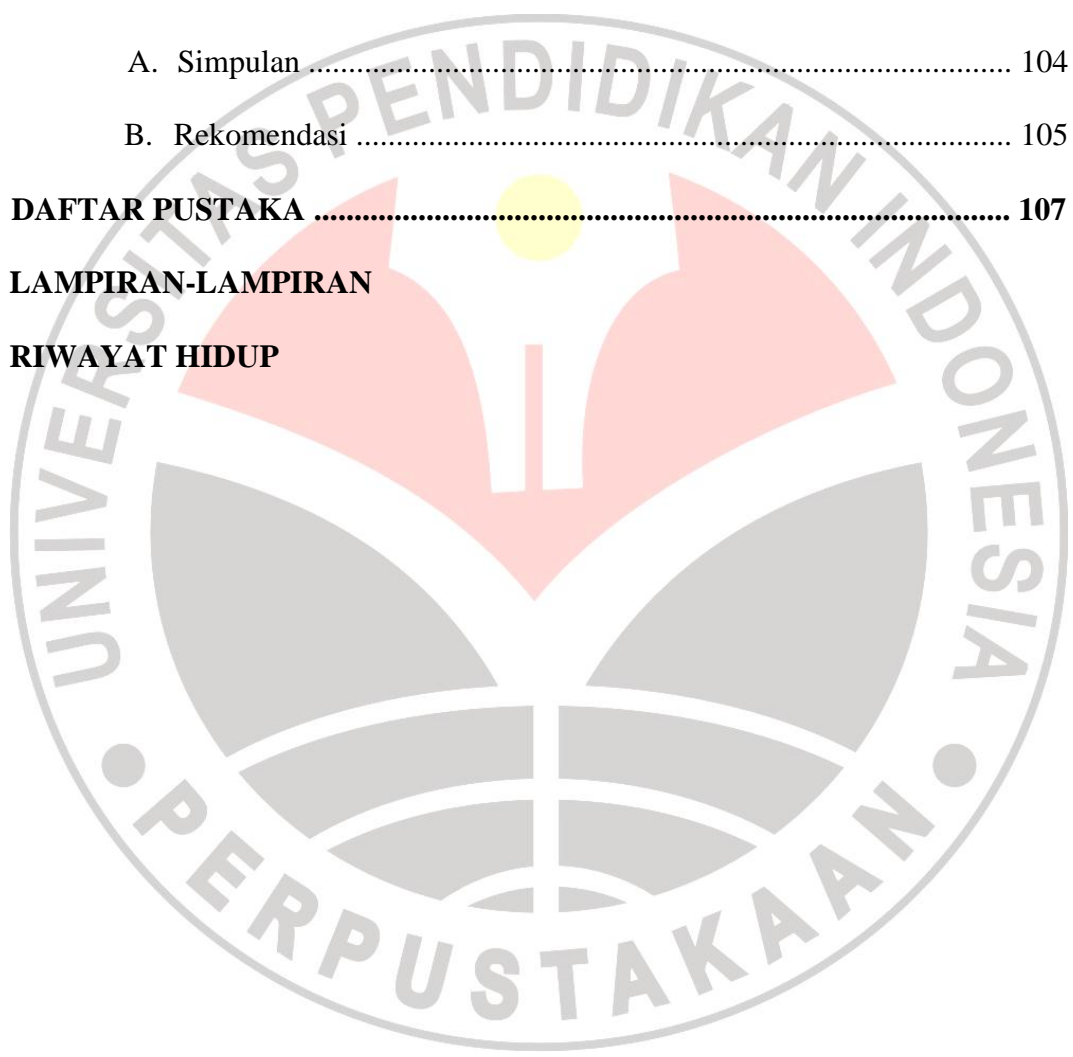 A. Simpulan ........................................................................................ 104
B. Rekomendasi .................................................................................. 105
DAFTAR PUSTAKA ...................................................................................... 107
LAMPIRAN-LAMPIRAN
RIWAYAT HIDUP
UNIVERSITAS PENDIDIKAN INDONESIA
PERPUSTAKAAN